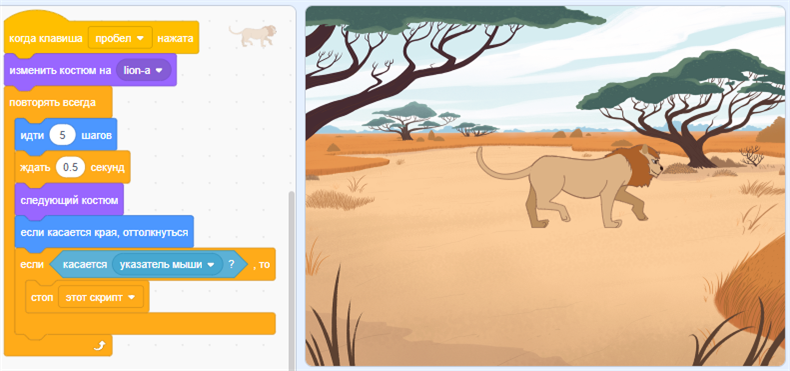 когда клавиша пробел нажата
изменить костюм на lion-a
повторять всегда
идти 5 шагов
ждать 0.5 секунд
следующий костюм
если касается края, оттолкнуться
если касается указатель мыши ? , то
стоп этот скрипт